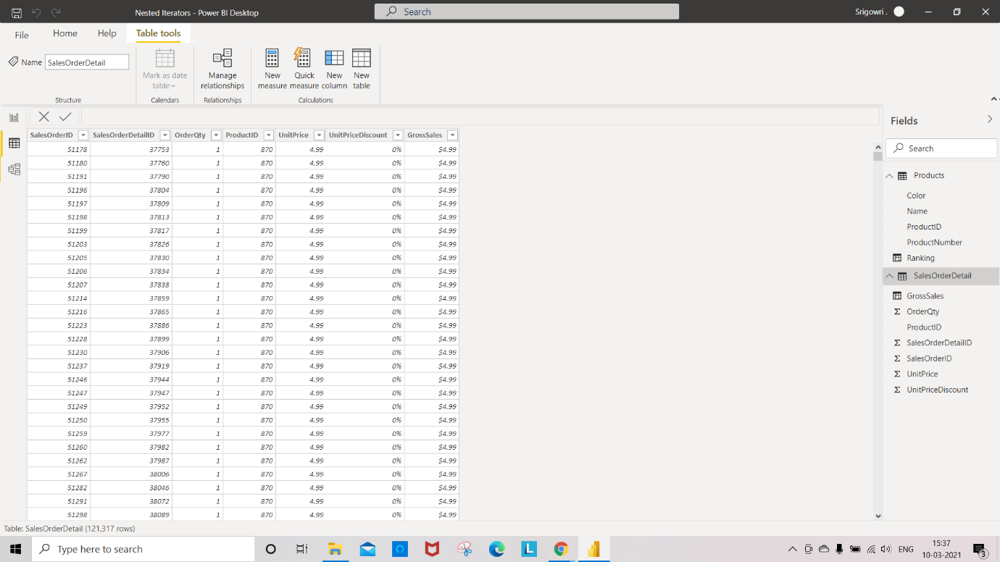 Nested Iterators - Power BI Desktop
Search
Srigowri .
File Home Help Table tools
Name SalesOrderDetail
Mark as date
table
Manage
relationships
New
measure
Quick
measure
New
column
New
table
Structure Calendars Relationships Calculations
SalesOrderID SalesOrderDetailID OrderQty ProductID UnitPrice UnitPriceDiscount GrossSales
51178 37753 1 870 4.99 0% $4.99
51180 37760 1 870 4.99 0% $4.99
51191 37790 1 870 4.99 0% $4.99
51196 37804 1 870 4.99 0% $4.99
51197 37809 1 870 4.99 0% $4.99
51198 37813 1 870 4.99 0% $4.99
51199 37817 1 870 4.99 0% $4.99
51203 37826 1 870 4.99 0% $4.99
51205 37830 1 870 4.99 0% $4.99
51206 37834 1 870 4.99 0% $4.99
51207 37838 1 870 4.99 0% $4.99
51214 37859 1 870 4.99 0% $4.99
51216 37865 1 870 4.99 0% $4.99
51223 37886 1 870 4.99 0% $4.99
51228 37899 1 870 4.99 0% $4.99
51230 37906 1 870 4.99 0% $4.99
51237 37919 1 870 4.99 0% $4.99
51246 37944 1 870 4.99 0% $4.99
51247 37947 1 870 4.99 0% $4.99
51249 37952 1 870 4.99 0% $4.99
51250 37955 1 870 4.99 0% $4.99
51259 37977 1 870 4.99 0% $4.99
51260 37982 1 870 4.99 0% $4.99
51262 37987 1 870 4.99 0% $4.99
51267 38006 1 870 4.99 0% $4.99
51282 38046 1 870 4.99 0% $4.99
51291 38072 1 870 4.99 0% $4.99
51298 38089 1 870 4.99 0% $4.99
Fields
Search
Products
Color
Name
ProductID
ProductNumber
Ranking
SalesOrderDetail
GrossSales
OrderQty
ProductID
SalesOrderDetailID
SalesOrderID
UnitPrice
UnitPriceDiscount
Table: SalesOrderDetail (121,317 rows)
Type here to search
L
ENG
15:37
10-03-2021
3